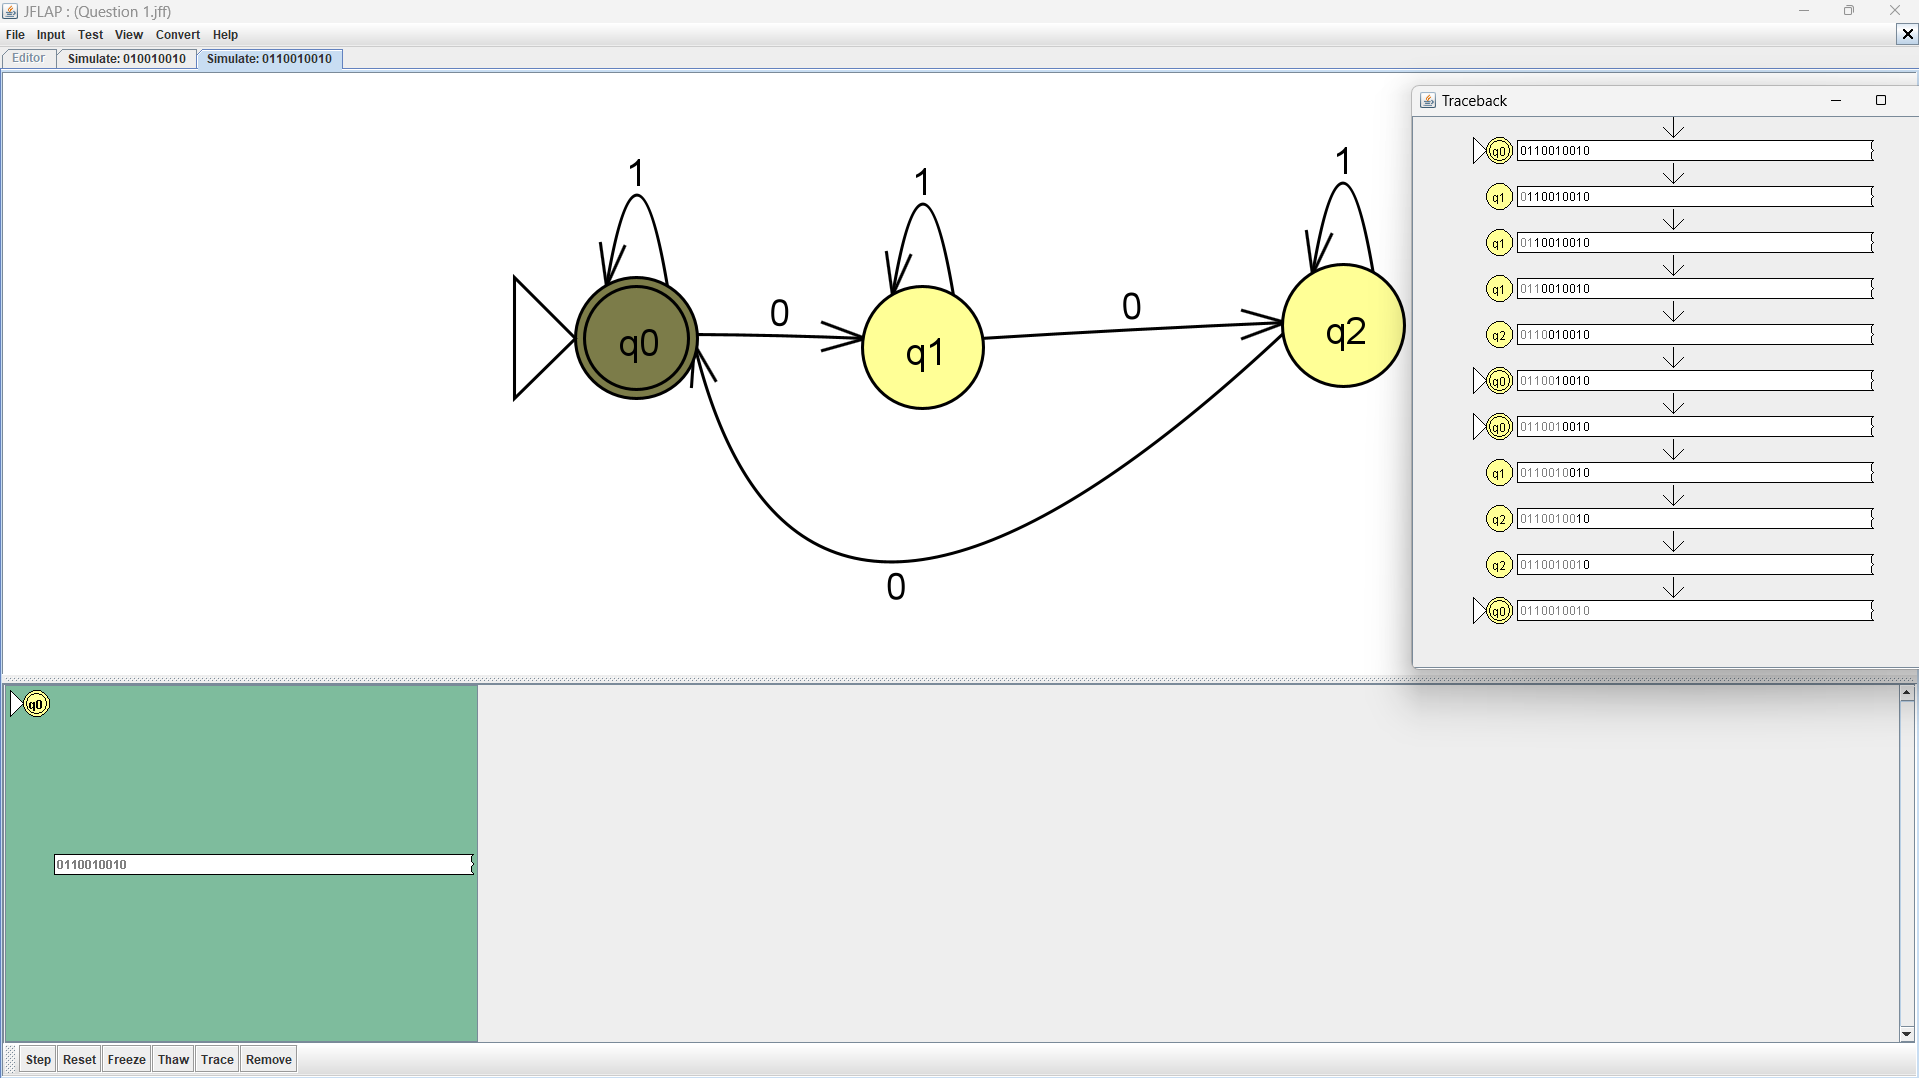 JFLAP : (Question 1.jff)
File Input Test View Convert Help
Editor Simulate: 010010010 Simulate: 0110010010
1
1
1
0
0
q0
q1
q2
0
Traceback
q0 0110010010
q1 0110010010
q1 0110010010
q1 0110010010
q2 0110010010
q0 0110010010
q0 0110010010
q1 0110010010
q2 0110010010
q2 0110010010
q0 0110010010
q0
0110010010
Step Reset Freeze Thaw Trace Remove